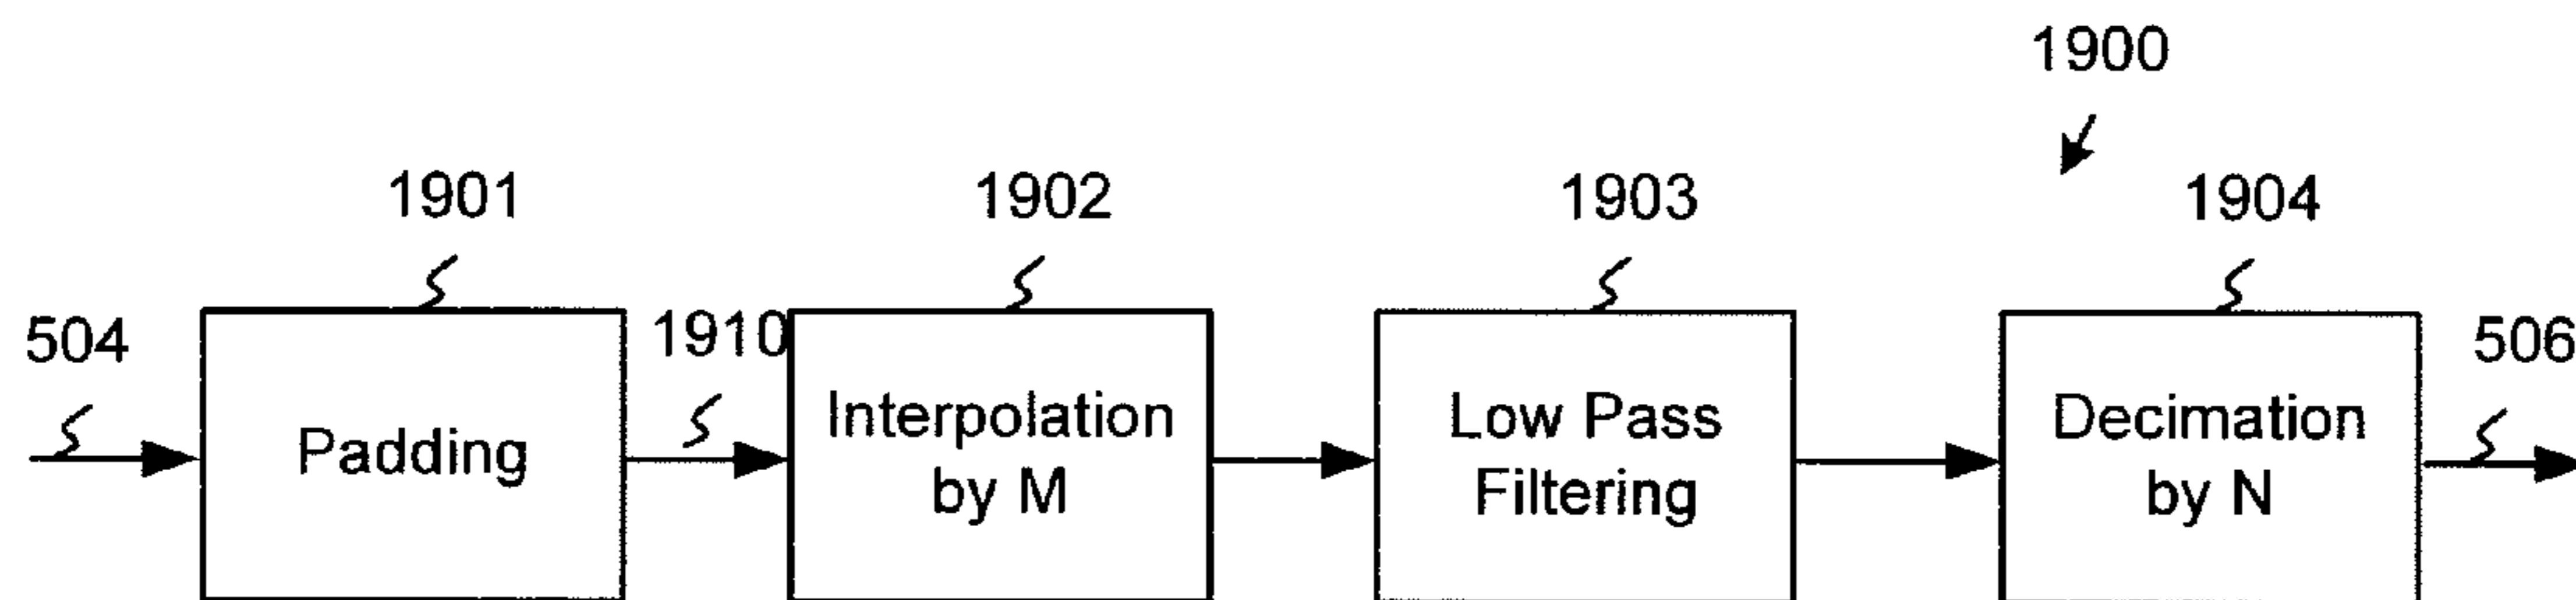 1900
1901
1902
1903
1904
504
1910
506
Padding
Interpolation
by M
Low Pass
Filtering
Decimation
by N